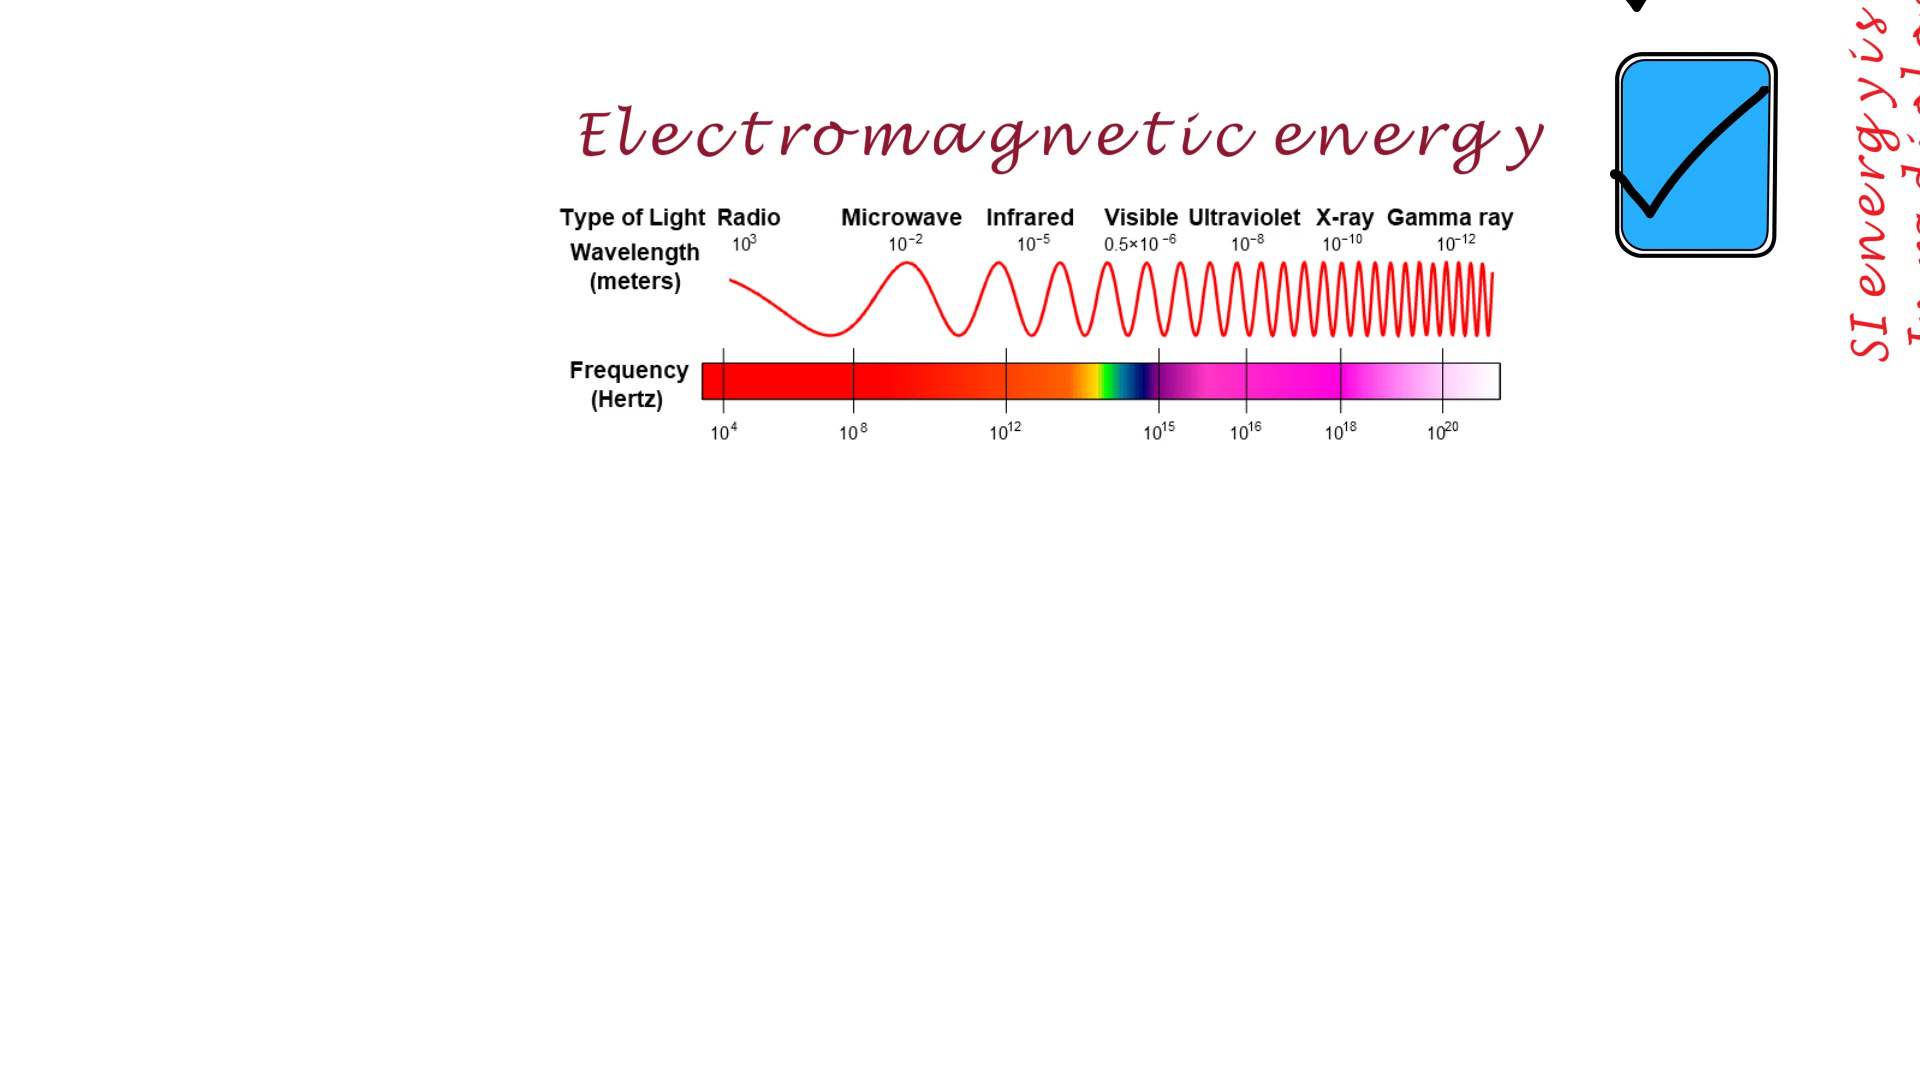 Electromagnetic energy
Type of Light Radio Microwave Infrared Visible Ultraviolet X-ray Gamma ray
Wavelength (meters) 10³ 10⁻² 10⁻⁵ 0.5×10⁻⁶ 10⁻⁸ 10⁻¹⁰ 10⁻¹²
Frequency
(Hertz)
10⁴ 10⁸ 10¹² 10¹⁵ 10¹⁶ 10¹⁸ 10²⁰
SI energy is